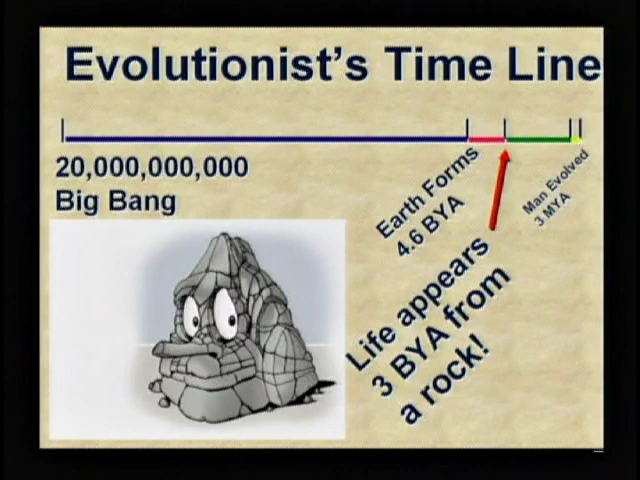 Evolutionist's Time Line
20,000,000,000
Big Bang
Earth Forms
4.6 BYA
Man Evolved
3 MYA
Life appears
3 BYA from
a rock!